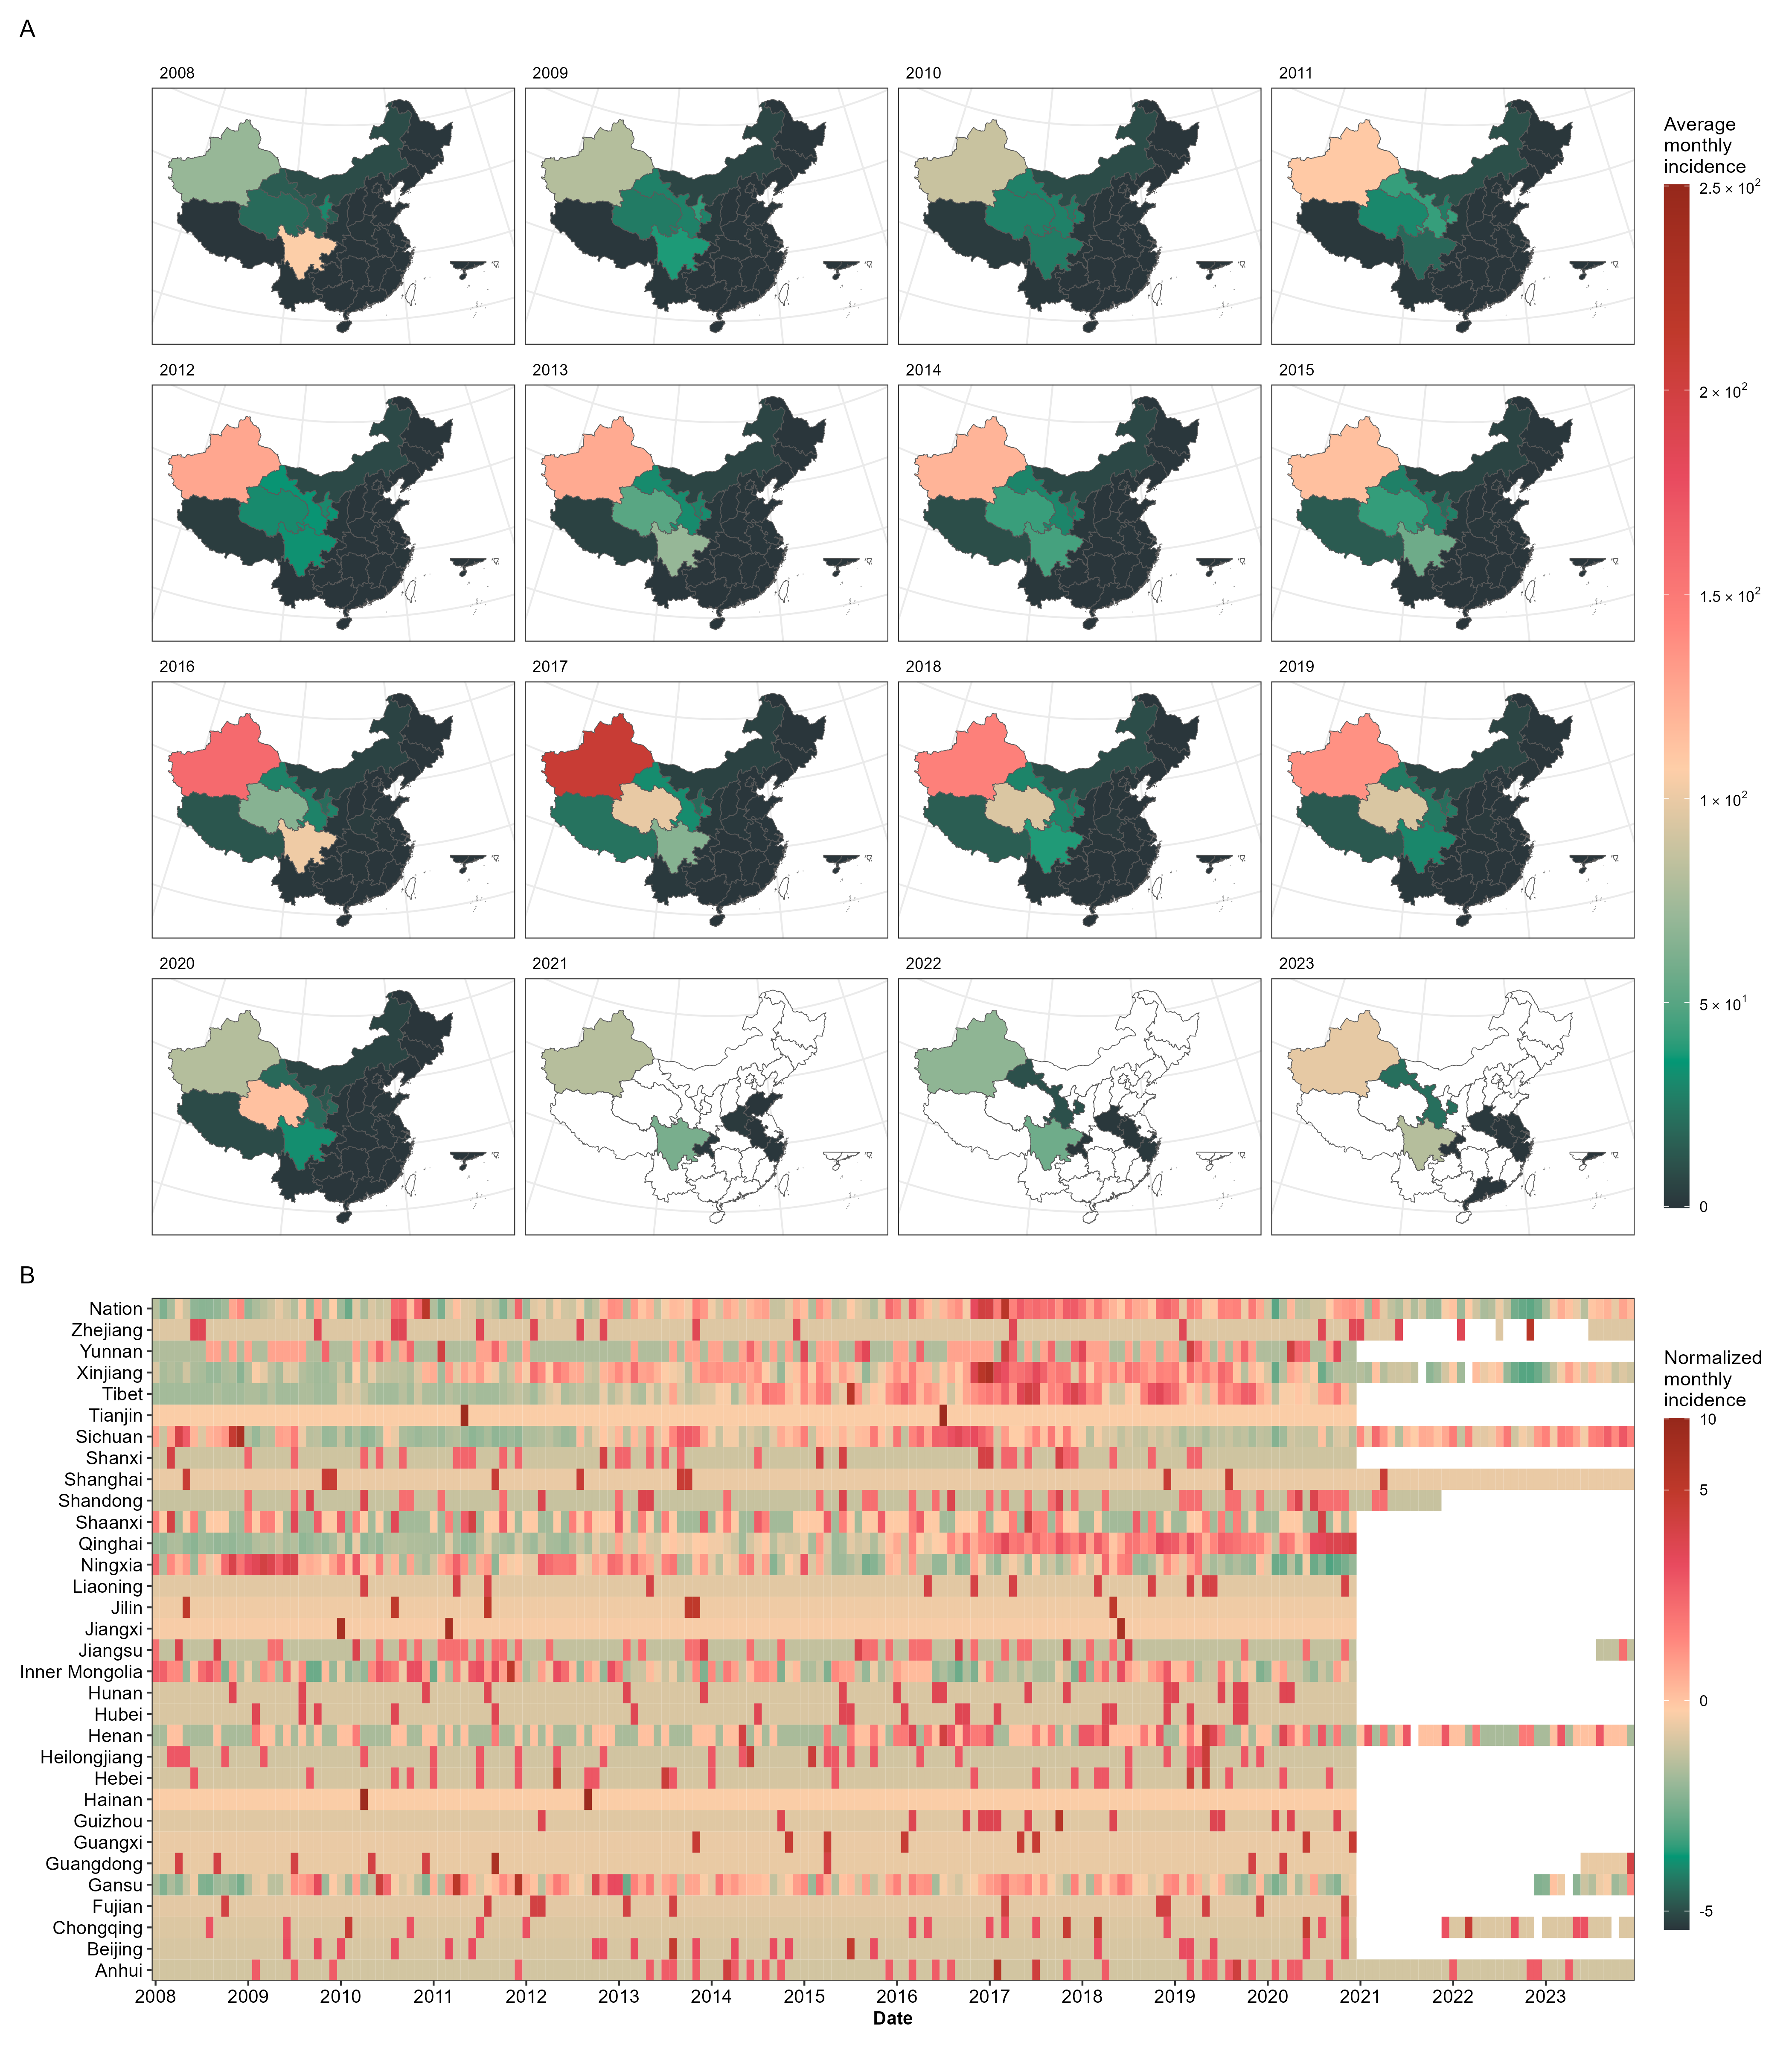 A
2008 2009 2010 2011
Average
monthly
incidence
2.5 × 10²
2 × 10²
1.5 × 10²
1 × 10²
5 × 10¹
0
2012 2013 2014 2015
2016 2017 2018 2019
2020 2021 2022 2023
B
Nation
Zhejiang
Yunnan
Xinjiang
Tibet
Tianjin
Sichuan
Shanxi
Shanghai
Shandong
Shaanxi
Qinghai
Ningxia
Liaoning
Jilin
Jiangxi
Jiangsu
Inner Mongolia
Hunan
Hubei
Henan
Heilongjiang
Hebei
Hainan
Guizhou
Guangxi
Guangdong
Gansu
Fujian
Chongqing
Beijing
Anhui
2008 2009 2010 2011 2012 2013 2014 2015 2016 2017 2018 2019 2020 2021 2022 2023
Date
Normalized
monthly
incidence
10
5
0
-5